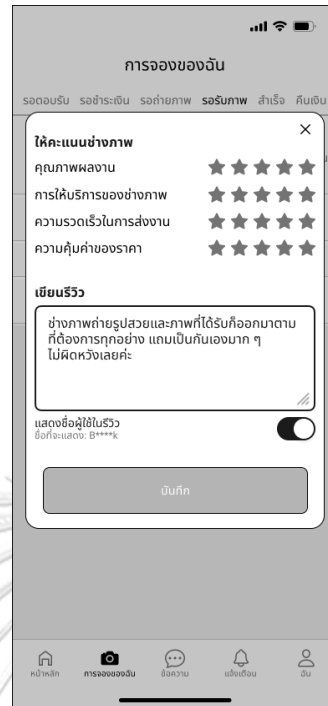 การจองของฉัน
รอตอบรับ รอชำระเงิน รอถ่ายภาพ รอรับภาพ สำเร็จ คืนเงิน
ให้คะแนนช่างภาพ
คุณภาพผลงาน
การให้บริการของช่างภาพ
ความรวดเร็วในการส่งงาน
ความคุ้มค่าของราคา
เขียนรีวิว
ช่างภาพถ่ายรูปสวยและภาพที่ได้รับก็ออกมาตาม
ที่ต้องการทุกอย่าง แถมเป็นกันเองมาก ๆ
ไม่ผิดหวังเลยค่ะ
แสดงชื่อผู้ใช้ในรีวิว
ชื่อที่จะแสดง: B****k
บันทึก
หน้าหลัก การจองของฉัน ข้อความ แจ้งเตือน ฉัน